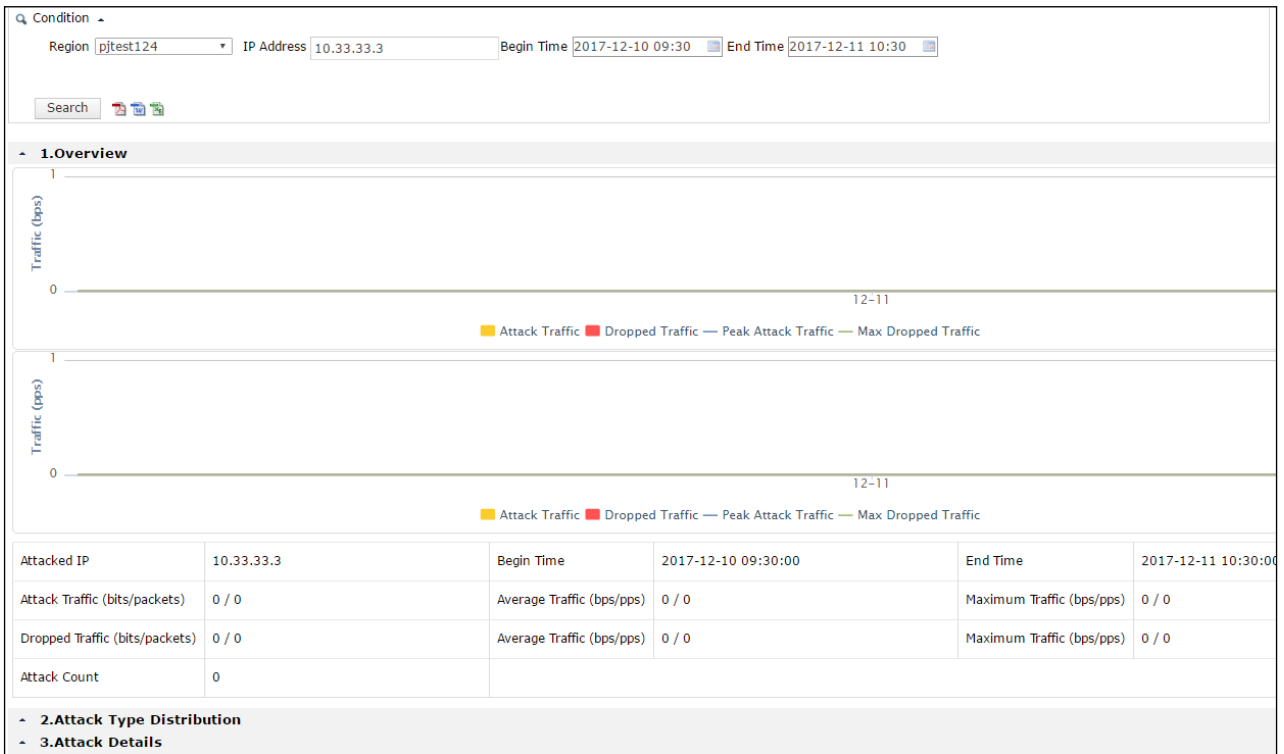 Condition
Region pjtest124 IP Address 10.33.33.3 Begin Time 2017-12-10 09:30 End Time 2017-12-11 10:30
Search
1.Overview
1
Traffic (bps)
0
12-11
Attack Traffic Dropped Traffic Peak Attack Traffic Max Dropped Traffic
1
Traffic (pps)
0
12-11
Attack Traffic Dropped Traffic Peak Attack Traffic Max Dropped Traffic
Attacked IP 10.33.33.3 Begin Time 2017-12-10 09:30:00 End Time 2017-12-11 10:30:00
Attack Traffic (bits/packets) 0 / 0 Average Traffic (bps/pps) 0 / 0 Maximum Traffic (bps/pps) 0 / 0
Dropped Traffic (bits/packets) 0 / 0 Average Traffic (bps/pps) 0 / 0 Maximum Traffic (bps/pps) 0 / 0
Attack Count 0
2.Attack Type Distribution
3.Attack Details